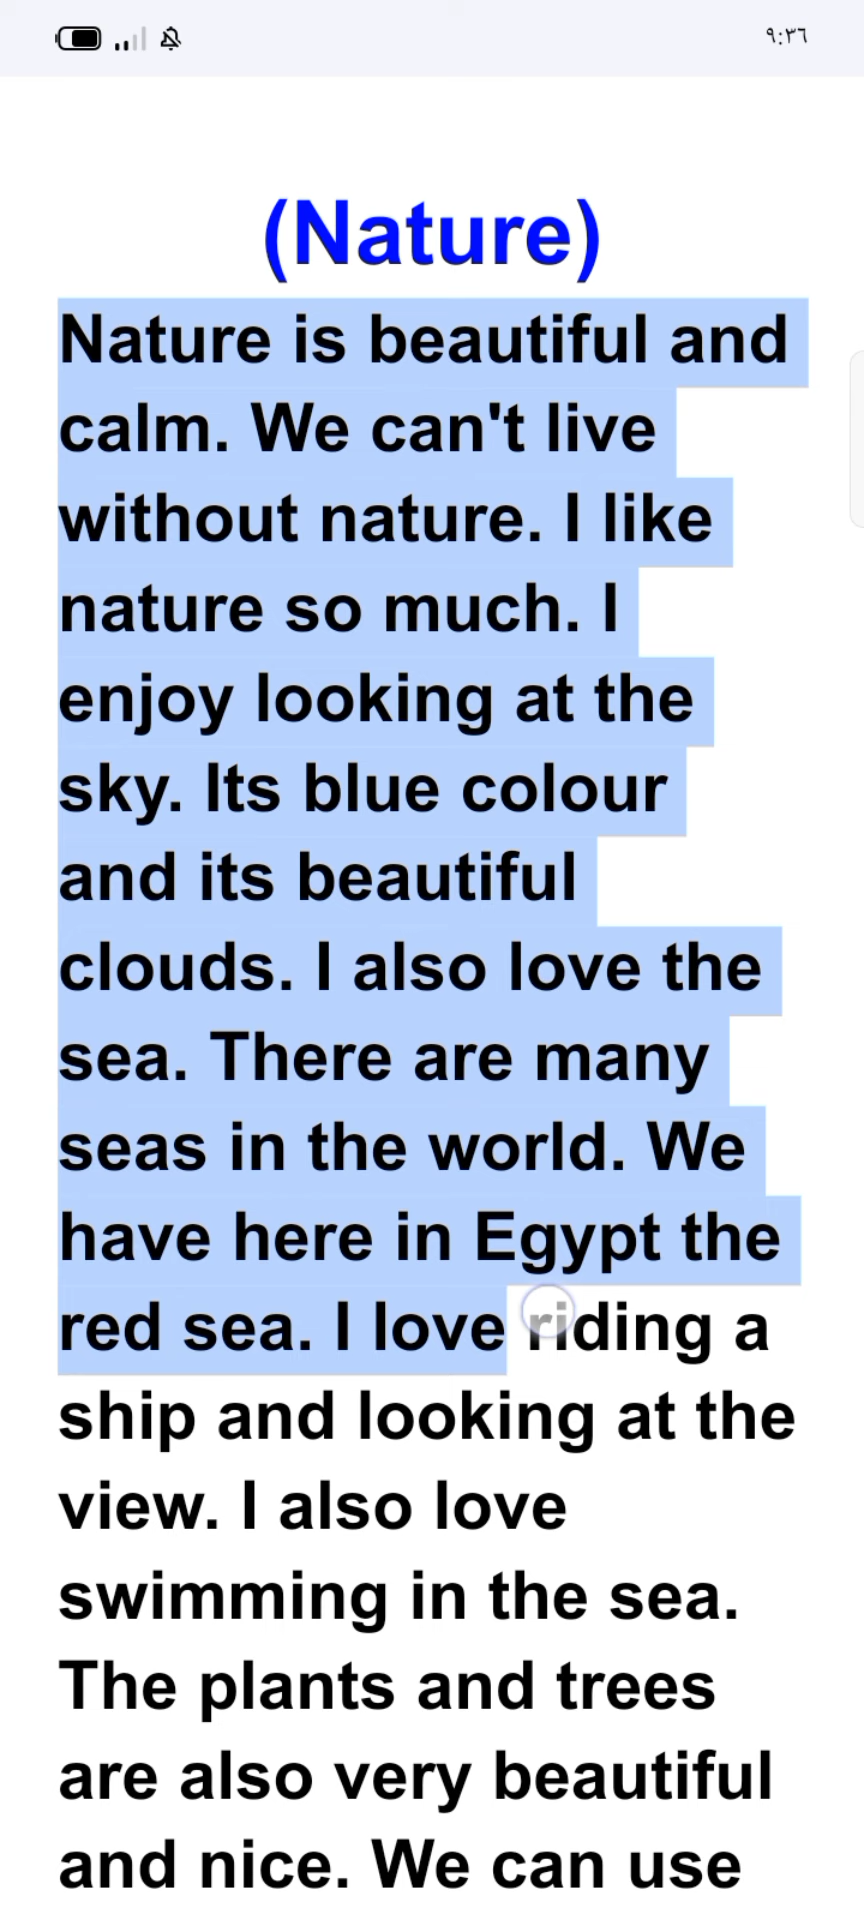 ٩:٣٦
(Nature)
Nature is beautiful and
calm. We can't live
without nature. I like
nature so much. I
enjoy looking at the
sky. Its blue colour
and its beautiful
clouds. I also love the
sea. There are many
seas in the world. We
have here in Egypt the
red sea. I love riding a
ship and looking at the
view. I also love
swimming in the sea.
The plants and trees
are also very beautiful
and nice. We can use